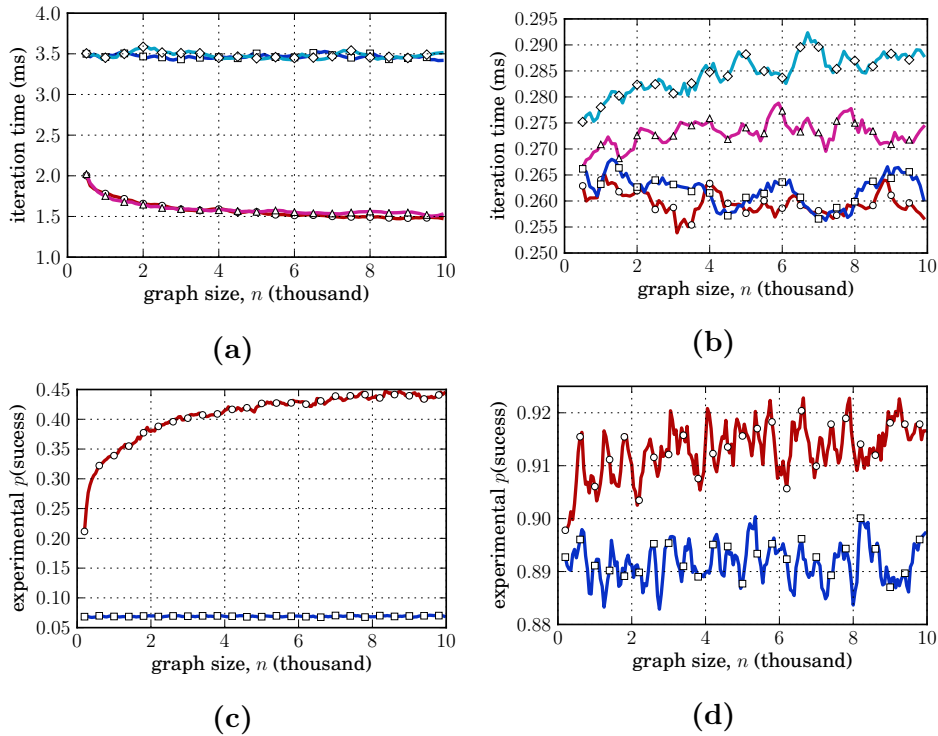 4.0
3.5
3.0
2.5
2.0
1.5
1.0
iteration time (ms)
0 2 4 6 8 10
graph size, n (thousand)
(a)
0.295
0.290
0.285
0.280
0.275
0.270
0.265
0.260
0.255
0.250
iteration time (ms)
0 2 4 6 8 10
graph size, n (thousand)
(b)
0.45
0.40
0.35
0.30
0.25
0.20
0.15
0.10
0.05
experimental p(sucess)
0 2 4 6 8 10
graph size, n (thousand)
(c)
0.92
0.91
0.90
0.89
0.88
experimental p(sucess)
0 2 4 6 8 10
graph size, n (thousand)
(d)